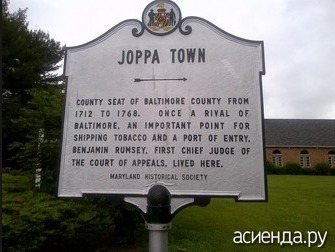 JOPPA TOWN
COUNTY SEAT OF BALTIMORE COUNTY FROM
1712 TO 1768. ONCE A RIVAL OF
BALTIMORE, AN IMPORTANT POINT FOR
SHIPPING TOBACCO AND A PORT OF ENTRY.
BENJAMIN RUMSEY, FIRST CHIEF JUDGE OF
THE COURT OF APPEALS, LIVED HERE.
MARYLAND HISTORICAL SOCIETY
асиенда.ру